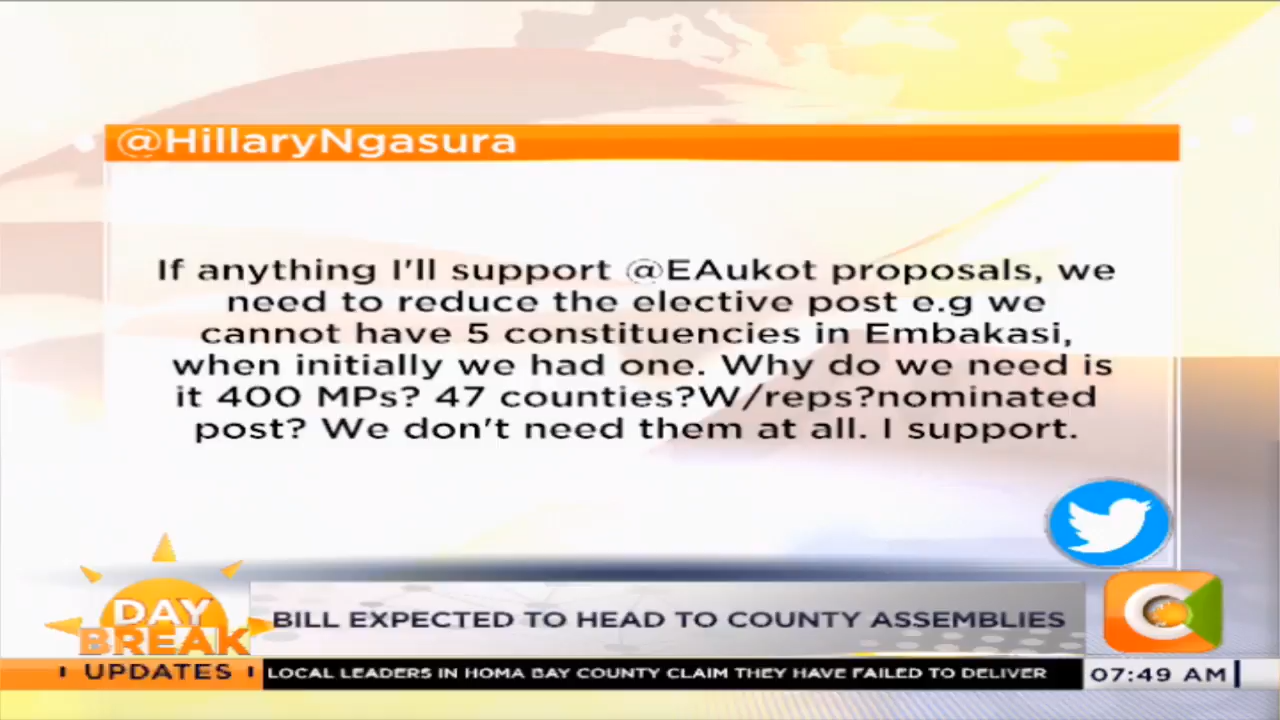 @HillaryNgasura
If anything I'll support @EAukot proposals, we
need to reduce the elective post e.g we
cannot have 5 constituencies in Embakasi,
when initially we had one. Why do we need is
it 400 MPs? 47 counties?W/reps?nominated
post? We don't need them at all. I support.
DAY
BREAK
BILL EXPECTED TO HEAD TO COUNTY ASSEMBLIES
UPDATES
LOCAL LEADERS IN HOMA BAY COUNTY CLAIM THEY HAVE FAILED TO DELIVER
07:49 AM